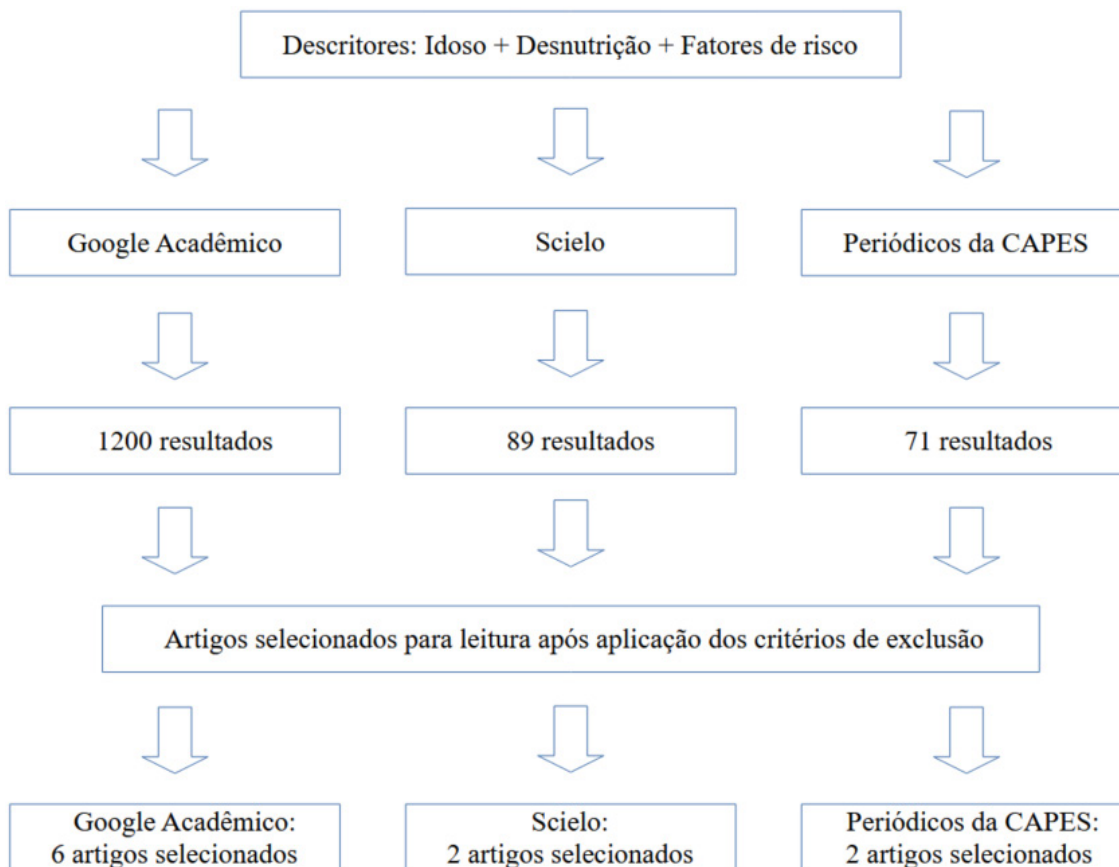 Descritores: Idoso + Desnutrição + Fatores de risco
Google Acadêmico
Scielo
Periódicos da CAPES
1200 resultados
89 resultados
71 resultados
Artigos selecionados para leitura após aplicação dos critérios de exclusão
Google Acadêmico:
6 artigos selecionados
Scielo:
2 artigos selecionados
Periódicos da CAPES:
2 artigos selecionados